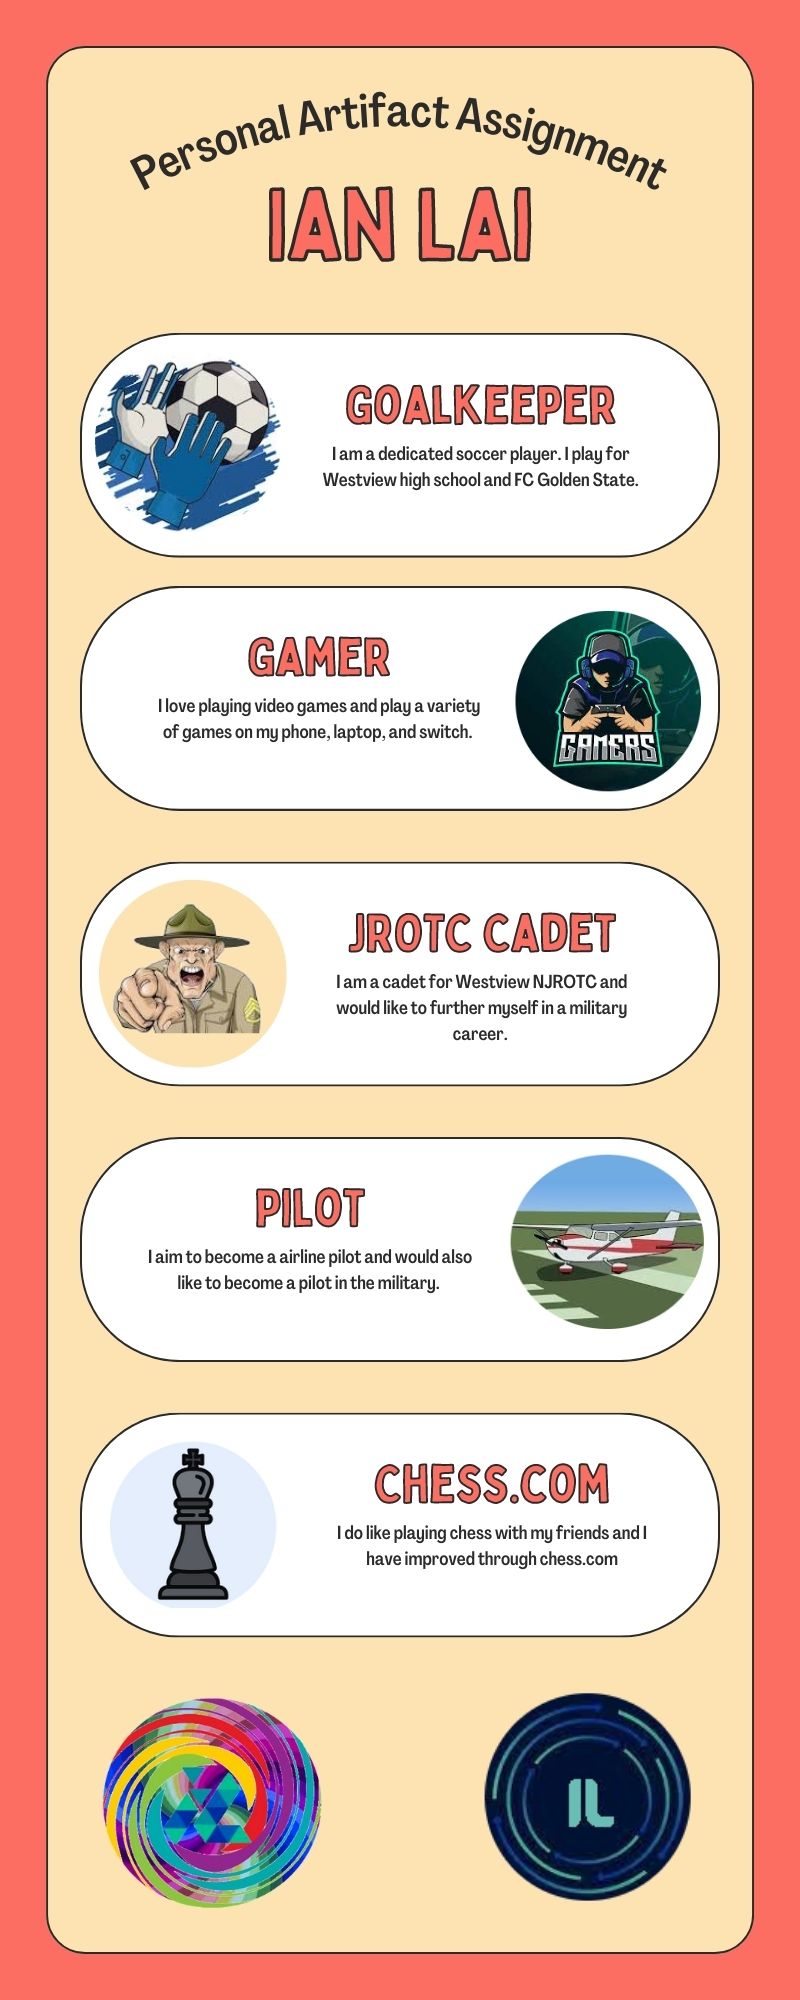 Personal Artifact Assignment
IAN LAI
GOALKEEPER
I am a dedicated soccer player. I play for
Westview high school and FC Golden State.
GAMER
I love playing video games and play a variety
of games on my phone, laptop, and switch.
GAMERS
JROTC CADET
I am a cadet for Westview NJROTC and
would like to further myself in a military
career.
PILOT
I aim to become a airline pilot and would also
like to become a pilot in the military.
CHESS.COM
I do like playing chess with my friends and I
have improved through chess.com
IL